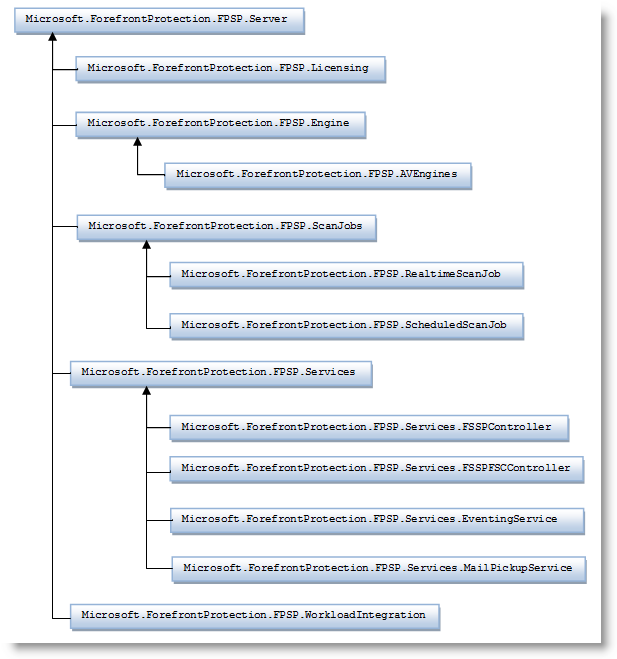 Microsoft.ForefrontProtection.FPSP.Server
Microsoft.ForefrontProtection.FPSP.Licensing
Microsoft.ForefrontProtection.FPSP.Engine
Microsoft.ForefrontProtection.FPSP.AVEngines
Microsoft.ForefrontProtection.FPSP.ScanJobs
Microsoft.ForefrontProtection.FPSP.RealtimeScanJob
Microsoft.ForefrontProtection.FPSP.ScheduledScanJob
Microsoft.ForefrontProtection.FPSP.Services
Microsoft.ForefrontProtection.FPSP.Services.FSSPController
Microsoft.ForefrontProtection.FPSP.Services.FSSPFSCController
Microsoft.ForefrontProtection.FPSP.Services.EventingService
Microsoft.ForefrontProtection.FPSP.Services.MailPickupService
Microsoft.ForefrontProtection.FPSP.WorkloadIntegration